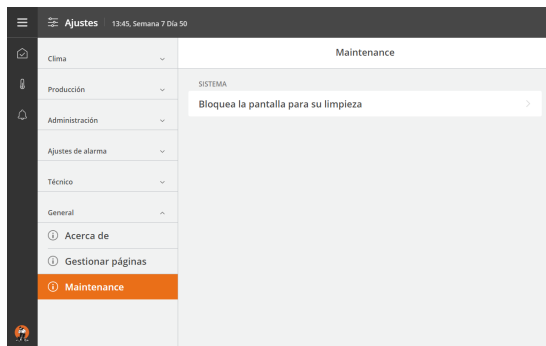 Ajustes 13:45, Semana 7 Día 50
Clima
Producción
Administración
Ajustes de alarma
Técnico
General
Acerca de
Gestionar páginas
Maintenance
Maintenance
SISTEMA
Bloquea la pantalla para su limpieza